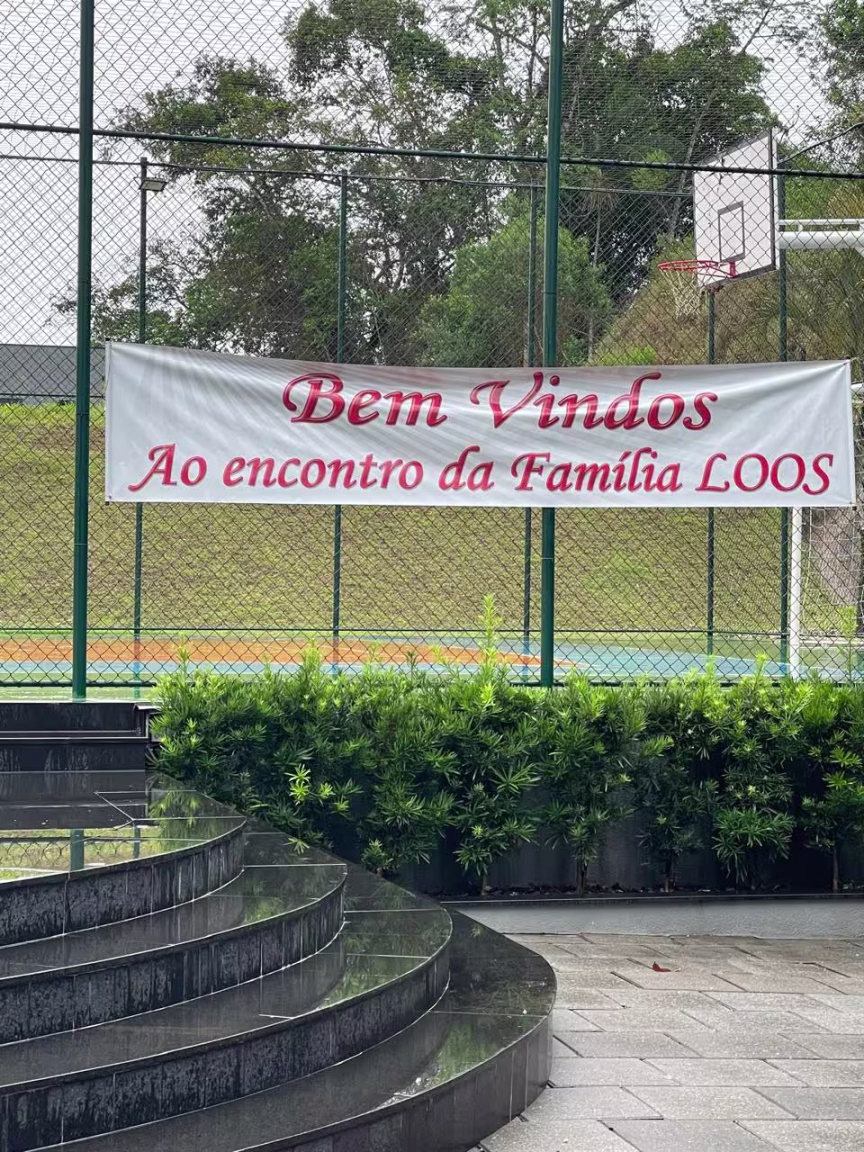 Bem Vindos
Ao encontro da Família LOOS